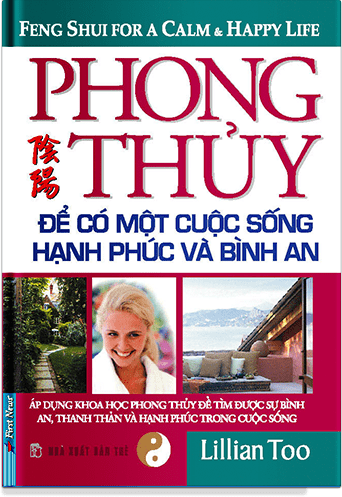 FENG SHUI FOR A CALM & HAPPY LIFE
PHONG
陰陽
THỦY
ĐỂ CÓ MỘT CUỘC SỐNG
HẠNH PHÚC VÀ BÌNH AN
ÁP DỤNG KHOA HỌC PHONG THỦY ĐỂ TÌM ĐƯỢC SỰ BÌNH
AN, THANH THẢN VÀ HẠNH PHÚC TRONG CUỘC SỐNG
First News
NHÀ XUẤT BẢN TRẺ
Lillian Too